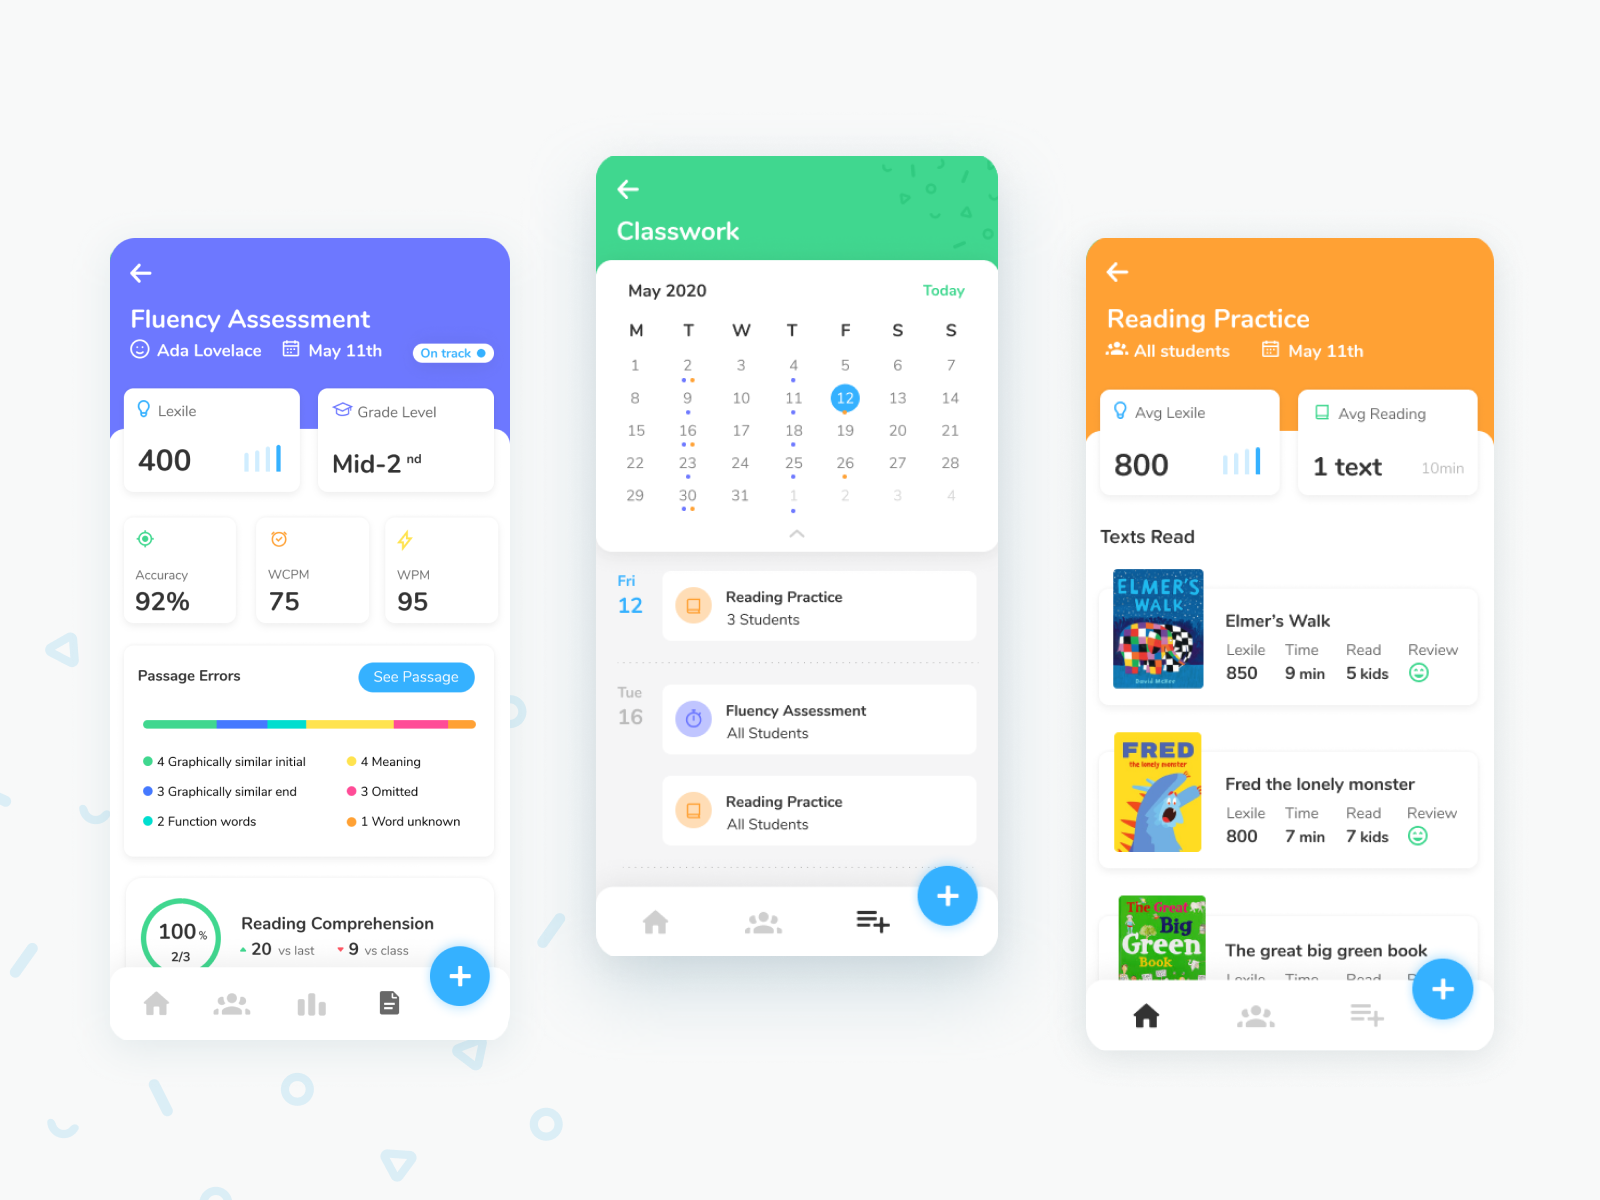 Fluency Assessment
Ada Lovelace May 11th On track
Lexile
400
Grade Level
Mid-2 nd
Accuracy
92%
WCPM
75
WPM
95
Passage Errors See Passage
4 Graphically similar initial
4 Meaning
3 Graphically similar end
3 Omitted
2 Function words
1 Word unknown
100 %
2/3
Reading Comprehension
20 vs last 9 vs class
Classwork
May 2020 Today
M T W T F S S
1 2 3 4 5 6 7
8 9 10 11 12 13 14
15 16 17 18 19 20 21
22 23 24 25 26 27 28
29 30 31 1 2 3 4
Fri
12
Reading Practice
3 Students
Tue
16
Fluency Assessment
All Students
Reading Practice
All Students
Reading Practice
All students May 11th
Avg Lexile
800
Avg Reading
1 text 10min
Texts Read
ELMER'S
WALK
David McKee
Elmer's Walk
Lexile Time Read Review
850 9 min 5 kids
FRED
the lonely monster
Fred the lonely monster
Lexile Time Read Review
800 7 min 7 kids
The Great
Big
Green
Book
The great big green book
Lexile Time Read